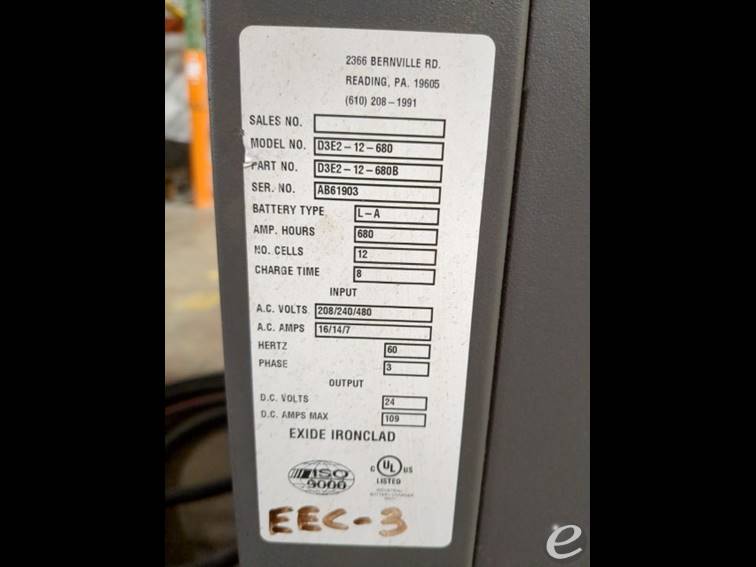 2366 BERNVILLE RD.
READING, PA. 19605
(610) 208-1991
SALES NO.
MODEL NO. D3E2-12-680
PART NO. D3E2-12-680B
SER. NO. AB61903
BATTERY TYPE L-A
AMP. HOURS 680
NO. CELLS 12
CHARGE TIME 8
INPUT
A.C. VOLTS 208/240/480
A.C. AMPS 16/14/7
HERTZ 60
PHASE 3
OUTPUT
D.C. VOLTS 24
D.C. AMPS MAX 109
EXIDE IRONCLAD
ISO
9000
C UL US
LISTED
EEC-3
e